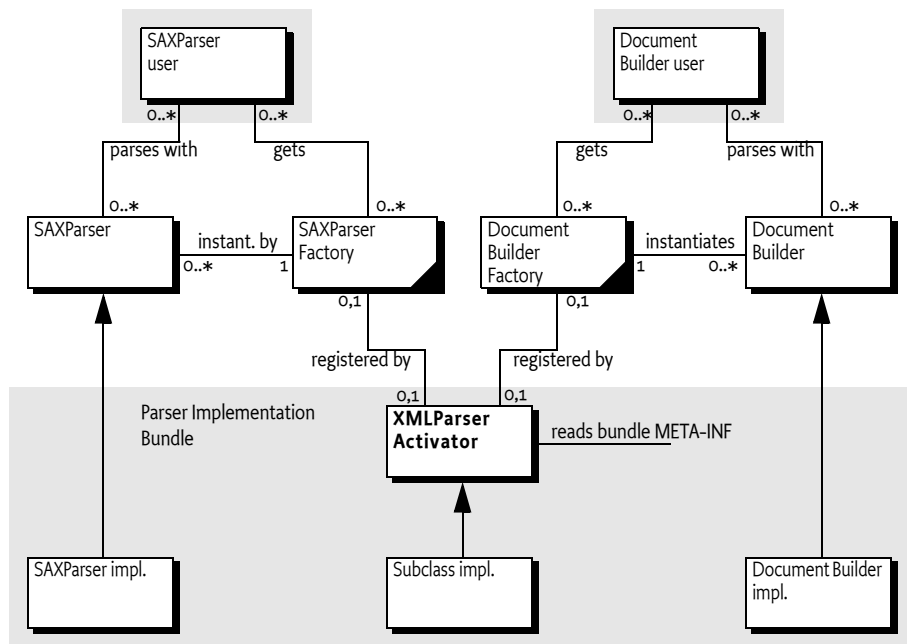 SAXParser
user
Document
Builder user
0..*
0..*
0..*
0..*
parses with
gets
gets
parses with
0..*
0..*
0..*
0..*
SAXParser
instant. by
0..*
1
SAXParser
Factory
Document
Builder
Factory
instantiates
1
0..*
Document
Builder
0,1
0,1
registered by
registered by
0,1
0,1
Parser Implementation
Bundle
XMLParser
Activator
reads bundle META-INF
SAXParser impl.
Subclass impl.
Document Builder
impl.